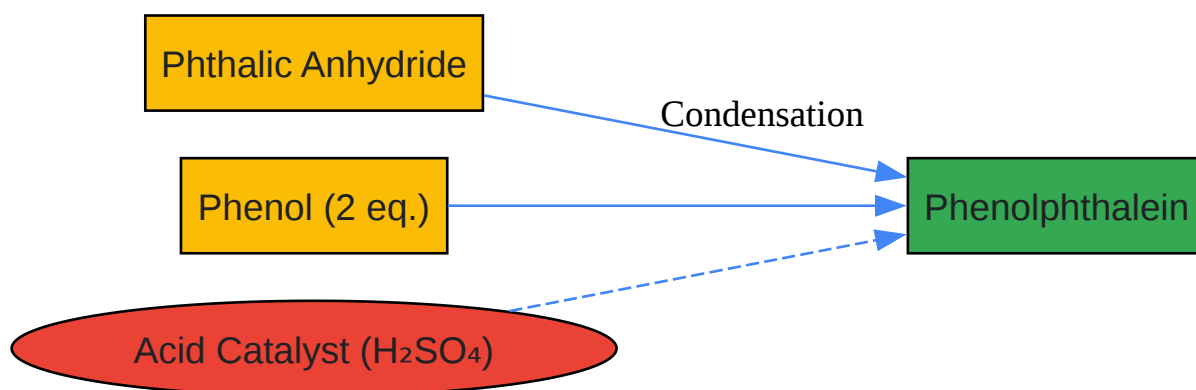 Phthalic Anhydride
Condensation
Phenol (2 eq.)
Phenolphthalein
Acid Catalyst (H₂SO₄)